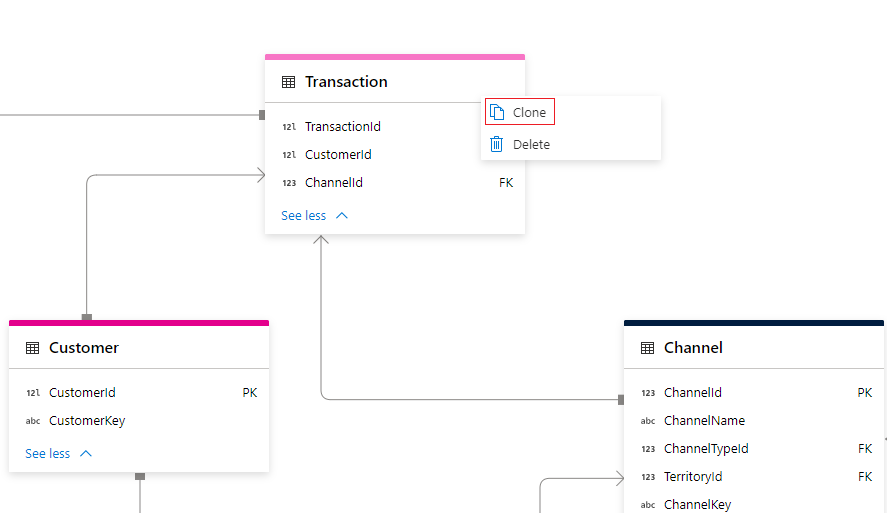 Transaction
12l TransactionId
12l CustomerId
123 ChannelId FK
See less
Clone
Delete
Customer
12l CustomerId PK
abc CustomerKey
See less
Channel
123 ChannelId PK
abc ChannelName
123 ChannelTypeId FK
123 TerritoryId FK
abc ChannelKey